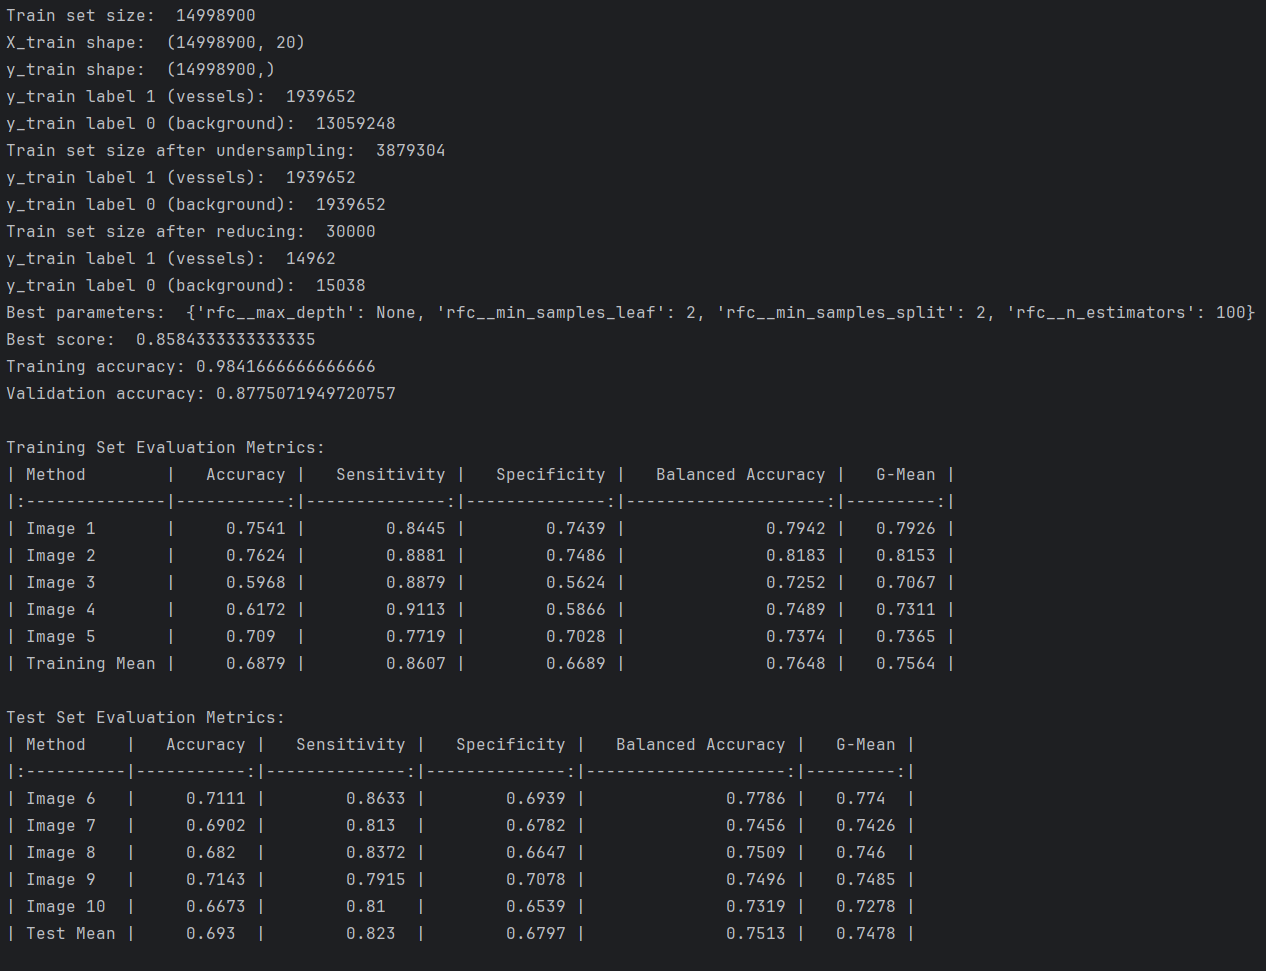 Train set size:  14998900
X_train shape:  (14998900, 20)
y_train shape:  (14998900,)
y_train label 1 (vessels):  1939652
y_train label 0 (background):  13059248
Train set size after undersampling:  3879304
y_train label 1 (vessels):  1939652
y_train label 0 (background):  1939652
Train set size after reducing:  30000
y_train label 1 (vessels):  14962
y_train label 0 (background):  15038
Best parameters:  {'rfc__max_depth': None, 'rfc__min_samples_leaf': 2, 'rfc__min_samples_split': 2, 'rfc__n_estimators': 100}
Best score:  0.8584333333333335
Training accuracy: 0.9841666666666666
Validation accuracy: 0.8775071949720757

Training Set Evaluation Metrics:
| Method        |   Accuracy |   Sensitivity |   Specificity |   Balanced Accuracy |   G-Mean |
|:--------------|-----------:|--------------:|--------------:|--------------------:|---------:|
| Image 1       |     0.7541 |        0.8445 |        0.7439 |              0.7942 |   0.7926 |
| Image 2       |     0.7624 |        0.8881 |        0.7486 |              0.8183 |   0.8153 |
| Image 3       |     0.5968 |        0.8879 |        0.5624 |              0.7252 |   0.7067 |
| Image 4       |     0.6172 |        0.9113 |        0.5866 |              0.7489 |   0.7311 |
| Image 5       |     0.709  |        0.7719 |        0.7028 |              0.7374 |   0.7365 |
| Training Mean |     0.6879 |        0.8607 |        0.6689 |              0.7648 |   0.7564 |

Test Set Evaluation Metrics:
| Method    |   Accuracy |   Sensitivity |   Specificity |   Balanced Accuracy |   G-Mean |
|:----------|-----------:|--------------:|--------------:|--------------------:|---------:|
| Image 6   |     0.7111 |        0.8633 |        0.6939 |              0.7786 |   0.774  |
| Image 7   |     0.6902 |        0.813  |        0.6782 |              0.7456 |   0.7426 |
| Image 8   |     0.682  |        0.8372 |        0.6647 |              0.7509 |   0.746  |
| Image 9   |     0.7143 |        0.7915 |        0.7078 |              0.7496 |   0.7485 |
| Image 10  |     0.6673 |        0.81   |        0.6539 |              0.7319 |   0.7278 |
| Test Mean |     0.693  |        0.823  |        0.6797 |              0.7513 |   0.7478 |